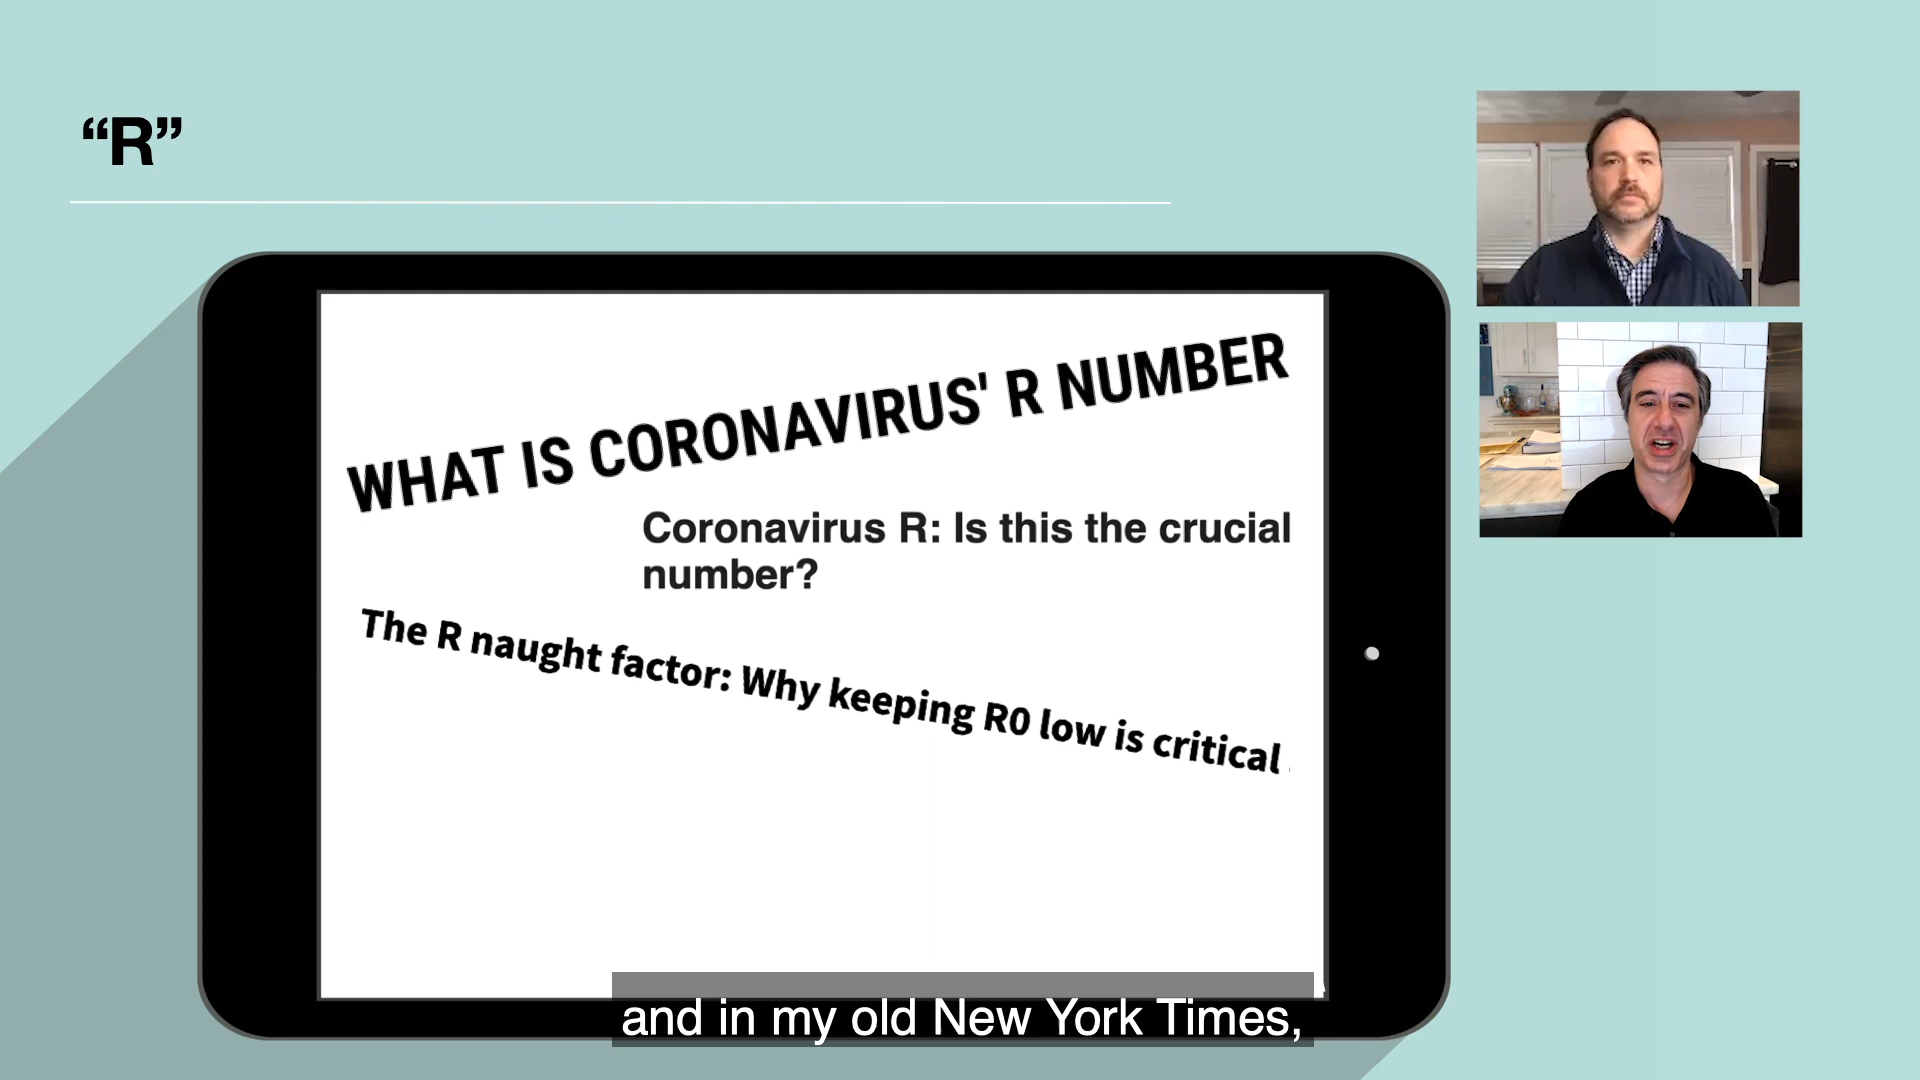 “R”
WHAT IS CORONAVIRUS' R NUMBER
Coronavirus R: Is this the crucial
number?
The R naught factor: Why keeping R0 low is critical
and in my old New York Times,